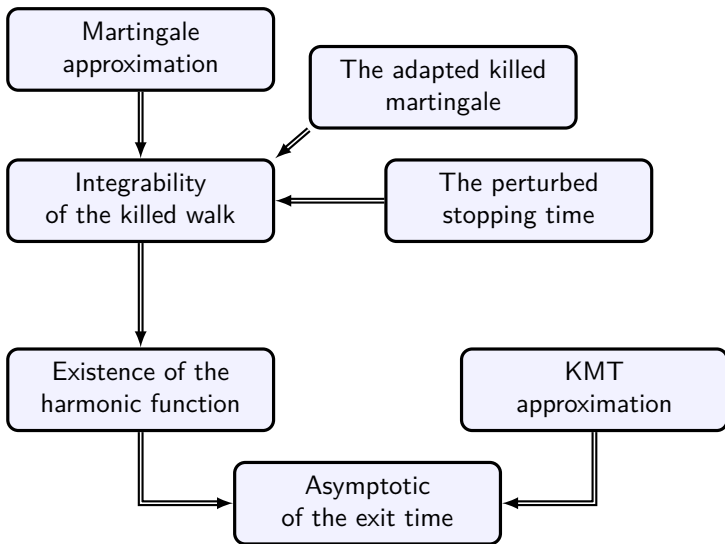 Martingale
approximation
The adapted killed
martingale
Integrability
of the killed walk
The perturbed
stopping time
Existence of the
harmonic function
KMT
approximation
Asymptotic
of the exit time